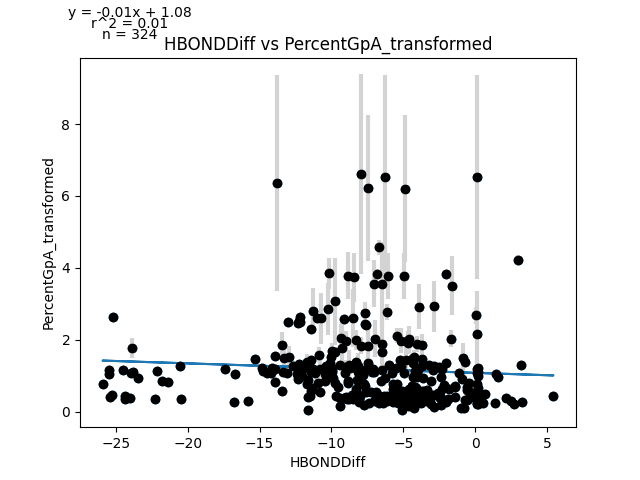 y = -0.01x + 1.08
r^2 = 0.01
n = 324
HBONDDiff vs PercentGpA_transformed
PercentGpA_transformed
8
6
4
2
0
−25
−20
−15
−10
−5
0
5
HBONDDiff